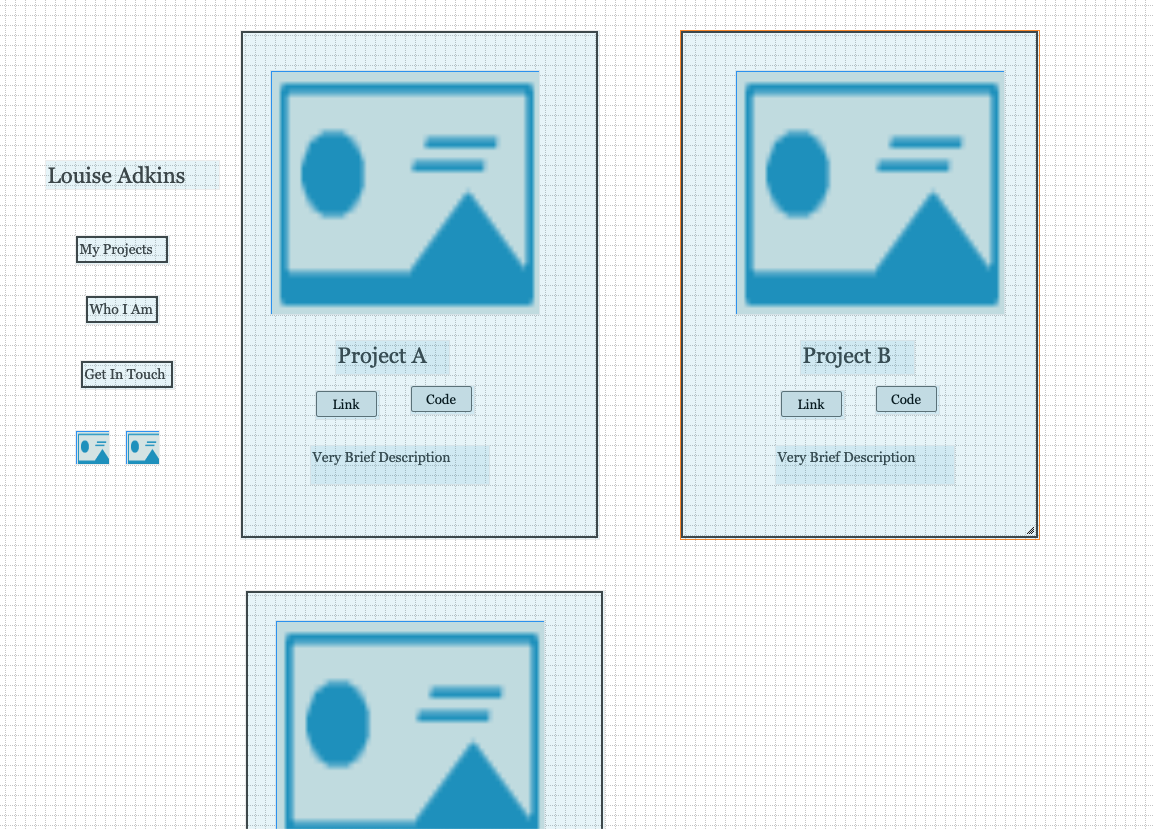 Louise Adkins
My Projects
Who I Am
Get In Touch
Project A
Link
Code
Very Brief Description
Project B
Link
Code
Very Brief Description